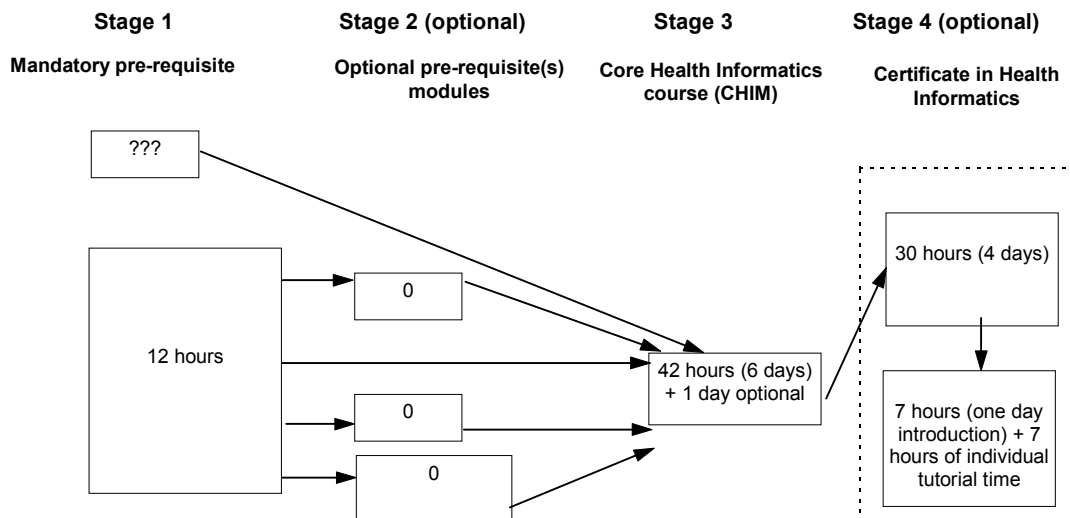 Stage 1
Stage 2 (optional)
Stage 3
Stage 4 (optional)
Mandatory pre-requisite
Optional pre-requisite(s)
modules
Core Health Informatics
course (CHIM)
Certificate in Health
Informatics
???
12 hours
0
0
0
42 hours (6 days)
+ 1 day optional
30 hours (4 days)
7 hours (one day
introduction) + 7
hours of individual
tutorial time